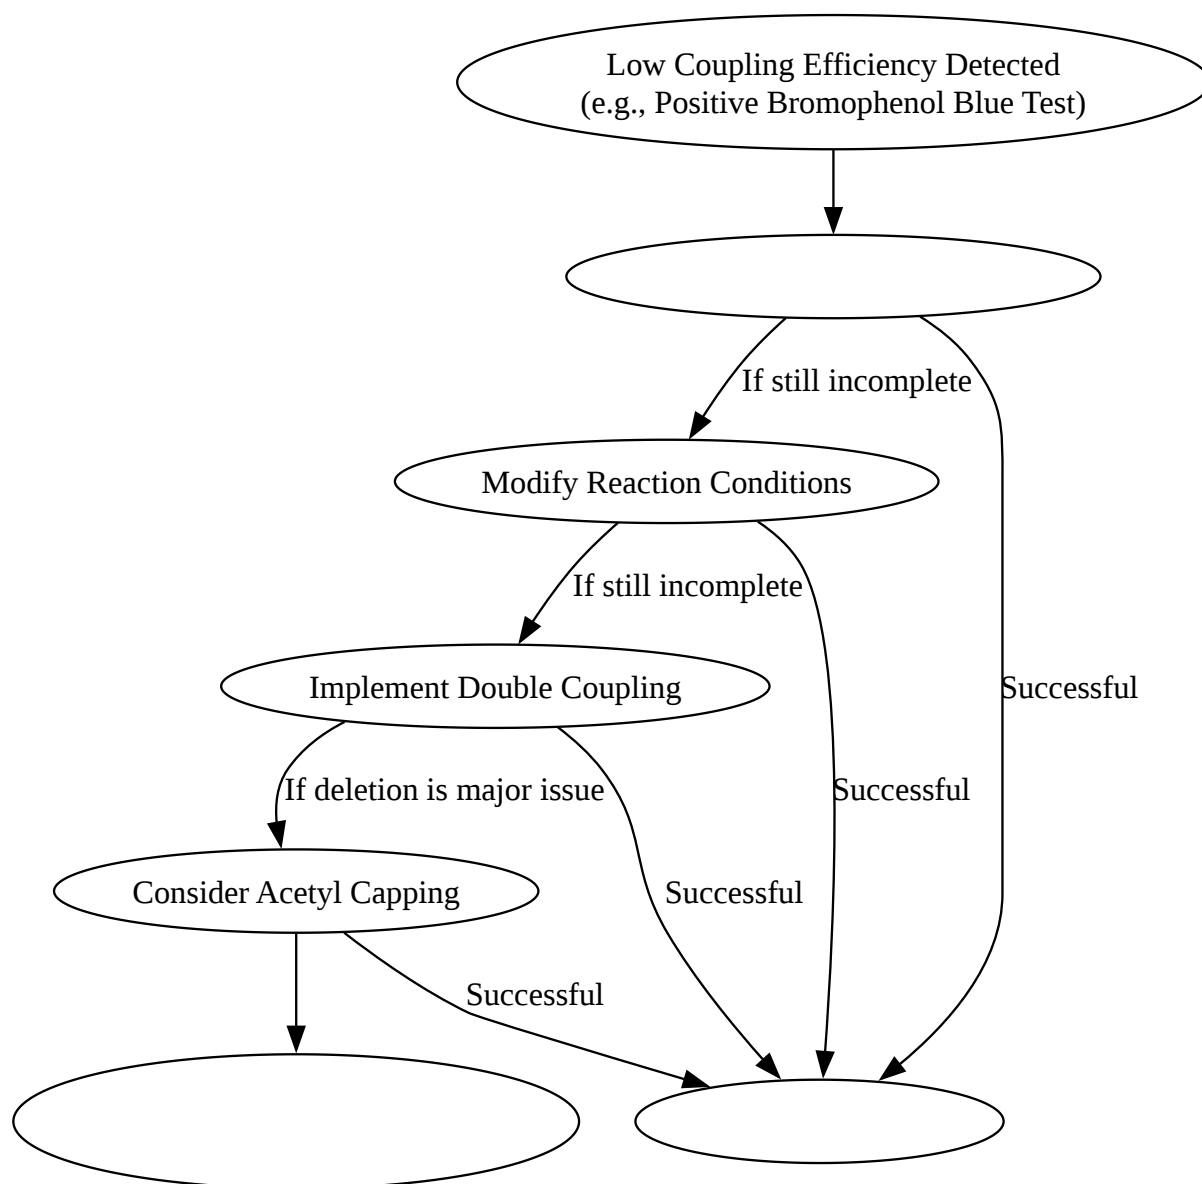 Low Coupling Efficiency Detected
(e.g., Positive Bromophenol Blue Test)
If still incomplete
Modify Reaction Conditions
If still incomplete
Implement Double Coupling
Successful
If deletion is major issue
Successful
Consider Acetyl Capping
Successful
Successful